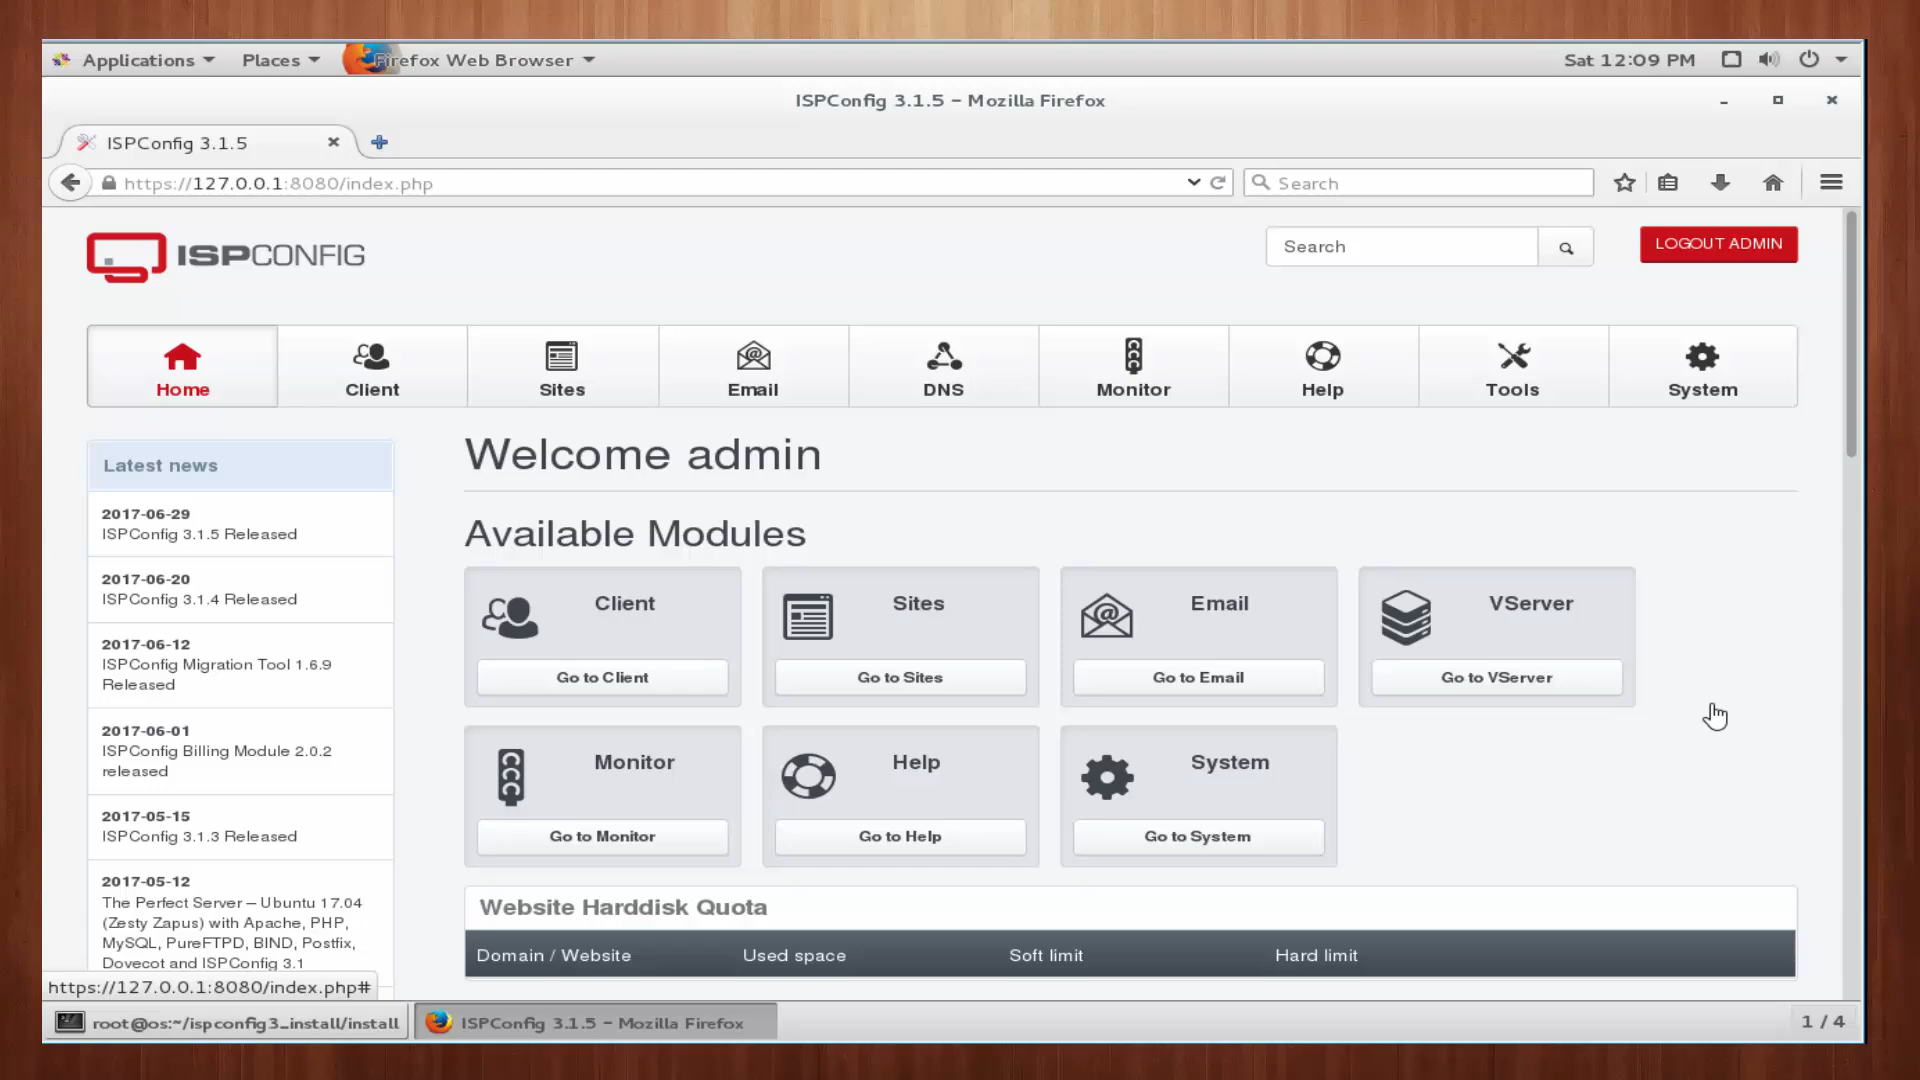 Applications Places Firefox Web Browser Sat 12:09 PM
ISPConfig 3.1.5 – Mozilla Firefox
ISPConfig 3.1.5
https://127.0.0.1:8080/index.php Search
ISPCONFIG Search LOGOUT ADMIN
Home Client Sites Email DNS Monitor Help Tools System
Latest news
2017-06-29
ISPConfig 3.1.5 Released
2017-06-20
ISPConfig 3.1.4 Released
2017-06-12
ISPConfig Migration Tool 1.6.9
Released
2017-06-01
ISPConfig Billing Module 2.0.2
released
2017-05-15
ISPConfig 3.1.3 Released
2017-05-12
The Perfect Server – Ubuntu 17.04
(Zesty Zapus) with Apache, PHP,
MySQL, PureFTPD, BIND, Postfix,
Dovecot and ISPConfig 3.1
Welcome admin
Available Modules
Client Sites Email VServer
Go to Client Go to Sites Go to Email Go to VServer
Monitor Help System
Go to Monitor Go to Help Go to System
Website Harddisk Quota
Domain / Website Used space Soft limit Hard limit
https://127.0.0.1:8080/index.php#
root@os:~/ispconfig3_install/install ISPConfig 3.1.5 – Mozilla Firefox 1 / 4